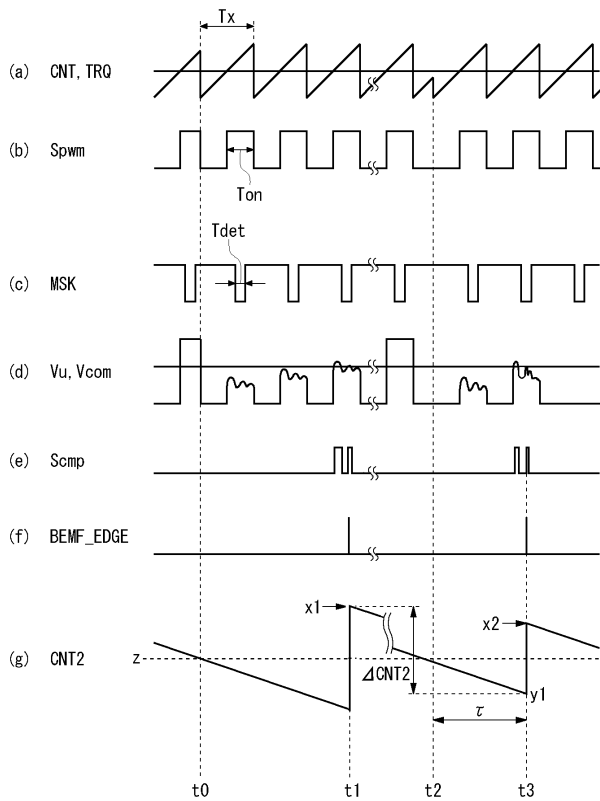 Tx
(a) CNT, TRQ
(b) Spwm
Ton
Tdet
(c) MSK
(d) Vu, Vcom
(e) Scmp
(f) BEMF_EDGE
x1
x2
(g) CNT2
z
⊿CNT2
y1
τ
t0 t1 t2 t3